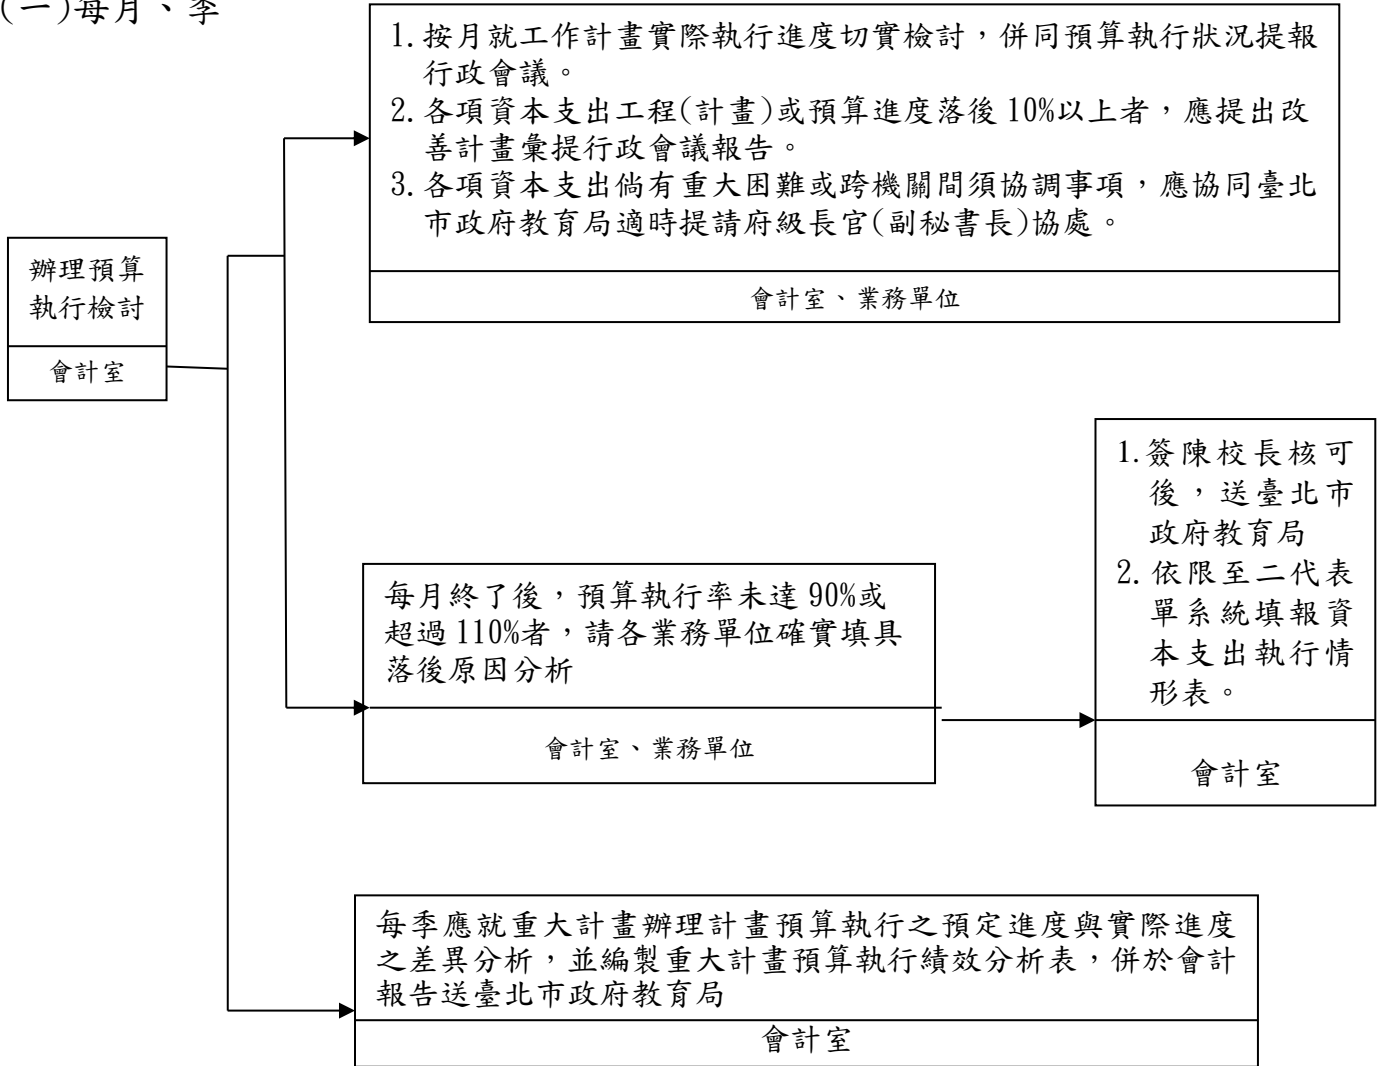 (一)每月、季
1.按月就工作計畫實際執行進度切實檢討，併同預算執行狀況提報
行政會議。
2.各項資本支出工程(計畫)或預算進度落後 10%以上者，應提出改
善計畫彙提行政會議報告。
3.各項資本支出倘有重大困難或跨機關間須協調事項，應協同臺北
市政府教育局適時提請府級長官(副秘書長)協處。
會計室、業務單位
辦理預算
執行檢討
會計室
1.簽陳校長核可
後，送臺北市
政府教育局
2.依限至二代表
單系統填報資
本支出執行情
形表。
會計室
每月終了後，預算執行率未達 90%或
超過 110%者，請各業務單位確實填具
落後原因分析
會計室、業務單位
每季應就重大計畫辦理計畫預算執行之預定進度與實際進度
之差異分析，並編製重大計畫預算執行績效分析表，併於會計
報告送臺北市政府教育局
會計室